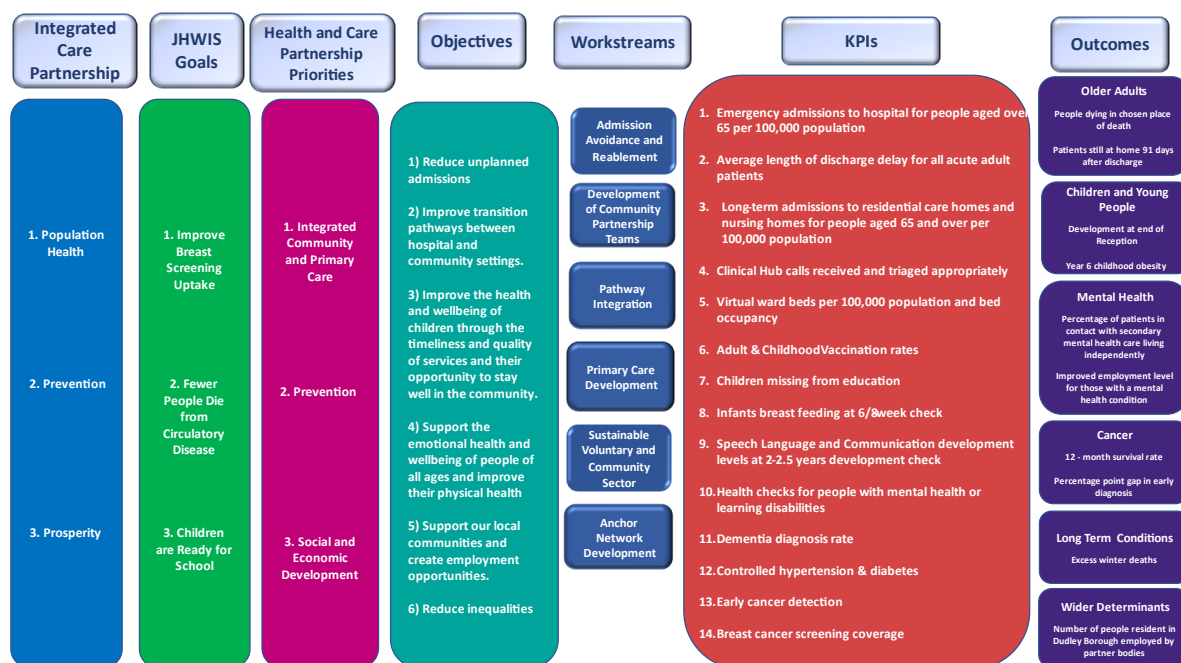 Integrated
Care
Partnership
JHWIS
Goals
Health and Care
Partnership
Priorities
Objectives
Workstreams
KPIs
Outcomes
1. Population
Health
2. Prevention
3. Prosperity
1. Improve
Breast
Screening
Uptake
2. Fewer
People Die
from
Circulatory
Disease
3. Children
are Ready for
School
1. Integrated
Community
and Primary
Care
2. Prevention
3. Social and
Economic
Development
1) Reduce unplanned
admissions
2) Improve transition
pathways between
hospital and
community settings.
3) Improve the health
and wellbeing of
children through the
timeliness and quality
of services and their
opportunity to stay
well in the community.
4) Support the
emotional health and
wellbeing of people of
all ages and improve
their physical health
5) Support our local
communities and
create employment
opportunities.
6) Reduce inequalities
Admission
Avoidance and
Reablement
Development
of Community
Partnership
Teams
Pathway
Integration
Primary Care
Development
Sustainable
Voluntary and
Community
Sector
Anchor
Network
Development
1. Emergency admissions to hospital for people aged over
65 per 100,000 population
2. Average length of discharge delay for all acute adult
patients
3. Long-term admissions to residential care homes and
nursing homes for people aged 65 and over per
100,000 population
4. Clinical Hub calls received and triaged appropriately
5. Virtual ward beds per 100,000 population and bed
occupancy
6. Adult & ChildhoodVaccination rates
7. Children missing from education
8. Infants breast feeding at 6/8week check
9. Speech Language and Communication development
levels at 2-2.5 years development check
10.Health checks for people with mental health or
learning disabilities
11.Dementia diagnosis rate
12.Controlled hypertension & diabetes
13.Early cancer detection
14.Breast cancer screening coverage
Older Adults
People dying in chosen place
of death
Patients still at home 91 days
after discharge
Children and Young
People
Development at end of
Reception
Year 6 childhood obesity
Mental Health
Percentage of patients in
contact with secondary
mental health care living
independently
Improved employment level
for those with a mental
health condition
Cancer
12 - month survival rate
Percentage point gap in early
diagnosis
Long Term Conditions
Excess winter deaths
Wider Determinants
Number of people resident in
Dudley Borough employed by
partner bodies